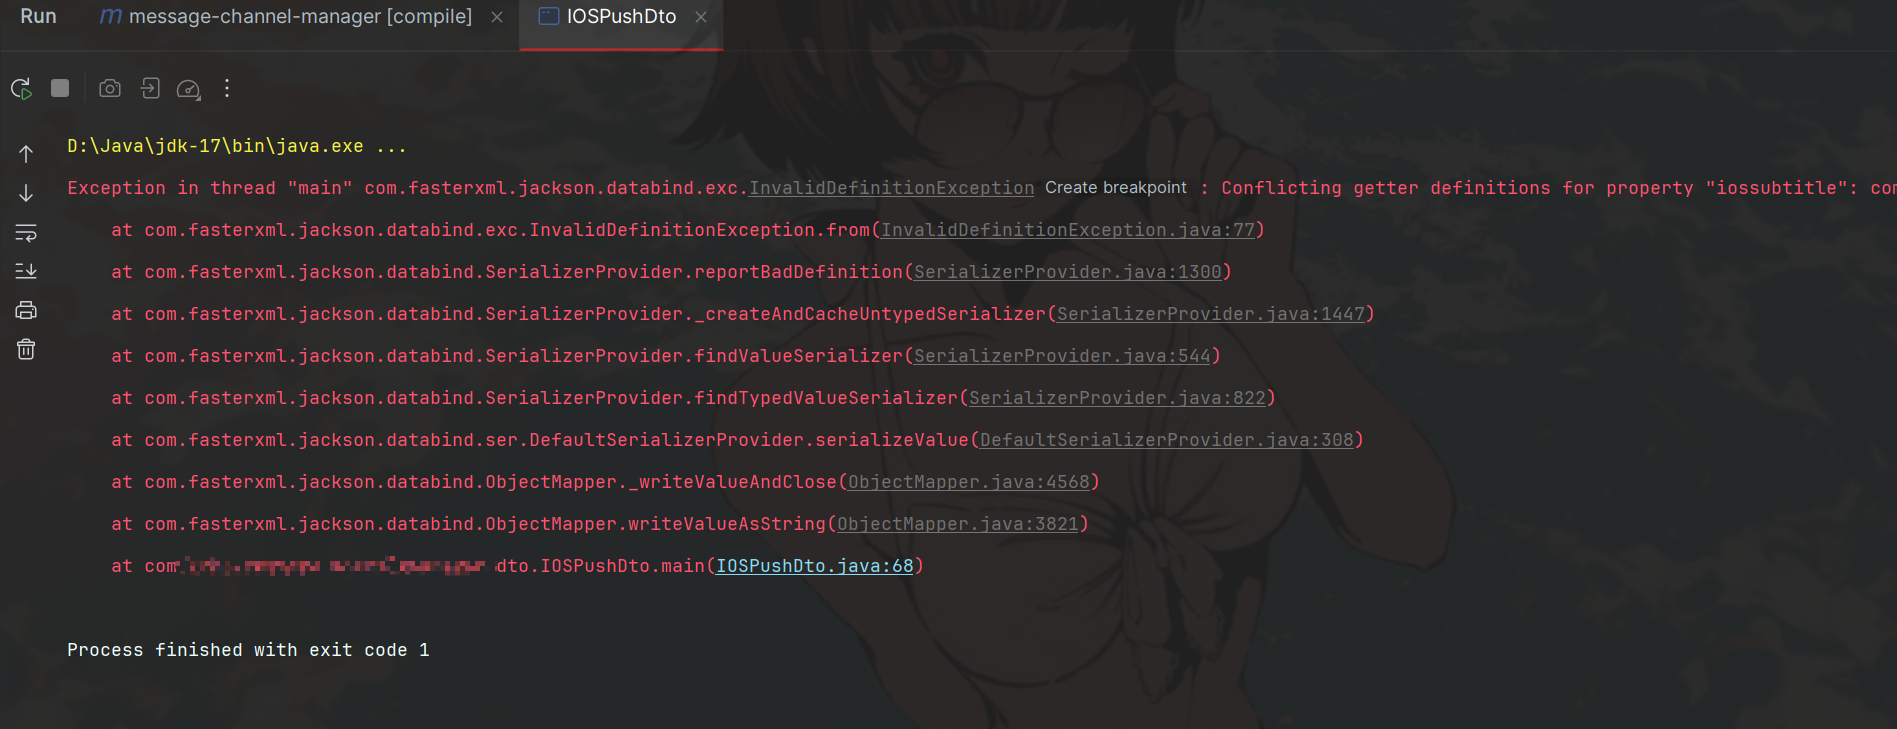 Run message-channel-manager [compile] IOSPushDto
D:\Java\jdk-17\bin\java.exe ...
Exception in thread "main" com.fasterxml.jackson.databind.exc.InvalidDefinitionException Create breakpoint : Conflicting getter definitions for property "iossubtitle": com
at com.fasterxml.jackson.databind.exc.InvalidDefinitionException.from(InvalidDefinitionException.java:77)
at com.fasterxml.jackson.databind.SerializerProvider.reportBadDefinition(SerializerProvider.java:1300)
at com.fasterxml.jackson.databind.SerializerProvider._createAndCacheUntypedSerializer(SerializerProvider.java:1447)
at com.fasterxml.jackson.databind.SerializerProvider.findValueSerializer(SerializerProvider.java:544)
at com.fasterxml.jackson.databind.SerializerProvider.findTypedValueSerializer(SerializerProvider.java:822)
at com.fasterxml.jackson.databind.ser.DefaultSerializerProvider.serializeValue(DefaultSerializerProvider.java:308)
at com.fasterxml.jackson.databind.ObjectMapper._writeValueAndClose(ObjectMapper.java:4568)
at com.fasterxml.jackson.databind.ObjectMapper.writeValueAsString(ObjectMapper.java:3821)
at com dto.IOSPushDto.main(IOSPushDto.java:68)
Process finished with exit code 1